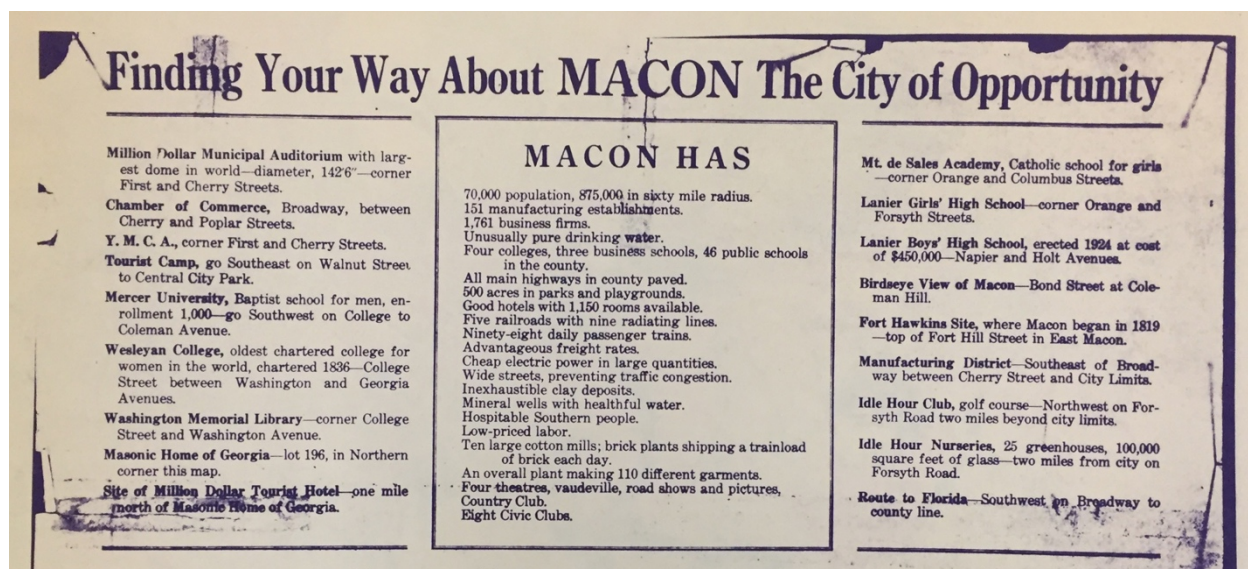 Finding Your Way About MACON The City of Opportunity
Million Dollar Municipal Auditorium with larg-
est dome in world—diameter, 142'6"—corner
First and Cherry Streets.
Chamber of Commerce, Broadway, between
Cherry and Poplar Streets.
Y. M. C. A., corner First and Cherry Streets.
Tourist Camp, go Southeast on Walnut Street
to Central City Park.
Mercer University, Baptist school for men, en-
rollment 1,000—go Southwest on College to
Coleman Avenue.
Wesleyan College, oldest chartered college for
women in the world, chartered 1836—College
Street between Washington and Georgia
Avenues.
Washington Memorial Library—corner College
Street and Washington Avenue.
Masonic Home of Georgia—lot 196, in Northern
corner this map.
Site of Million Dollar Tourist Hotel—one mile
north of Masonic Home of Georgia.
MACON HAS
70,000 population, 875,000 in sixty mile radius.
151 manufacturing establishments.
1,761 business firms.
Unusually pure drinking water.
Four colleges, three business schools, 46 public schools
in the county.
All main highways in county paved.
500 acres in parks and playgrounds.
Good hotels with 1,150 rooms available.
Five railroads with nine radiating lines.
Ninety-eight daily passenger trains.
Advantageous freight rates.
Cheap electric power in large quantities.
Wide streets, preventing traffic congestion.
Inexhaustible clay deposits.
Mineral wells with healthful water.
Hospitable Southern people.
Low-priced labor.
Ten large cotton mills; brick plants shipping a trainload
of brick each day.
An overall plant making 110 different garments.
Four theatres, vaudeville, road shows and pictures,
Country Club.
Eight Civic Clubs.
Mt. de Sales Academy, Catholic school for girls
—corner Orange and Columbus Streets.
Lanier Girls' High School—corner Orange and
Forsyth Streets.
Lanier Boys' High School, erected 1924 at cost
of $450,000—Napier and Holt Avenues.
Birdseye View of Macon—Bond Street at Cole-
man Hill.
Fort Hawkins Site, where Macon began in 1819
—top of Fort Hill Street in East Macon.
Manufacturing District—Southeast of Broad-
way between Cherry Street and City Limits.
Idle Hour Club, golf course—Northwest on For-
syth Road two miles beyond city limits.
Idle Hour Nurseries, 25 greenhouses, 100,000
square feet of glass—two miles from city on
Forsyth Road.
Route to Florida—Southwest on Broadway to
county line.